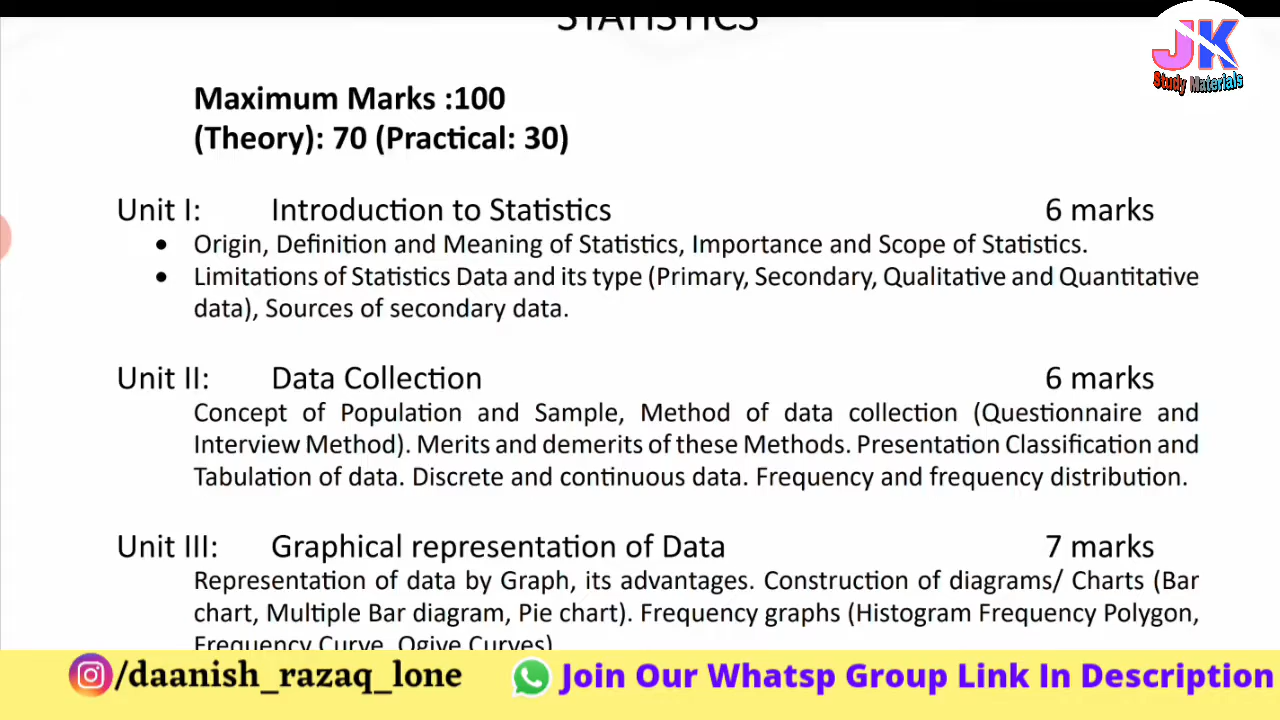 STATISTICS
JK
Study Materials
Maximum Marks :100
(Theory): 70 (Practical: 30)
Unit I: Introduction to Statistics 6 marks
• Origin, Definition and Meaning of Statistics, Importance and Scope of Statistics.
• Limitations of Statistics Data and its type (Primary, Secondary, Qualitative and Quantitative
data), Sources of secondary data.
Unit II: Data Collection 6 marks
Concept of Population and Sample, Method of data collection (Questionnaire and
Interview Method). Merits and demerits of these Methods. Presentation Classification and
Tabulation of data. Discrete and continuous data. Frequency and frequency distribution.
Unit III: Graphical representation of Data 7 marks
Representation of data by Graph, its advantages. Construction of diagrams/ Charts (Bar
chart, Multiple Bar diagram, Pie chart). Frequency graphs (Histogram Frequency Polygon,
Frequency Curve, Ogive Curves)
/daanish_razaq_lone Join Our Whatsp Group Link In Description